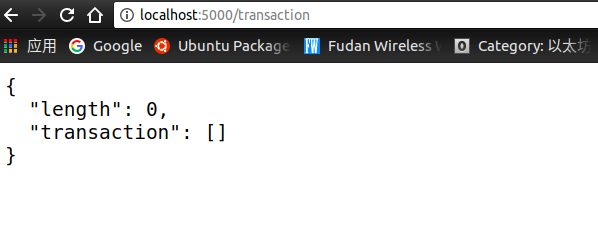 localhost:5000/transaction
应用 Google Ubuntu Package Fudan Wireless Category: 以太坊
{
"length": 0,
"transaction": []
}